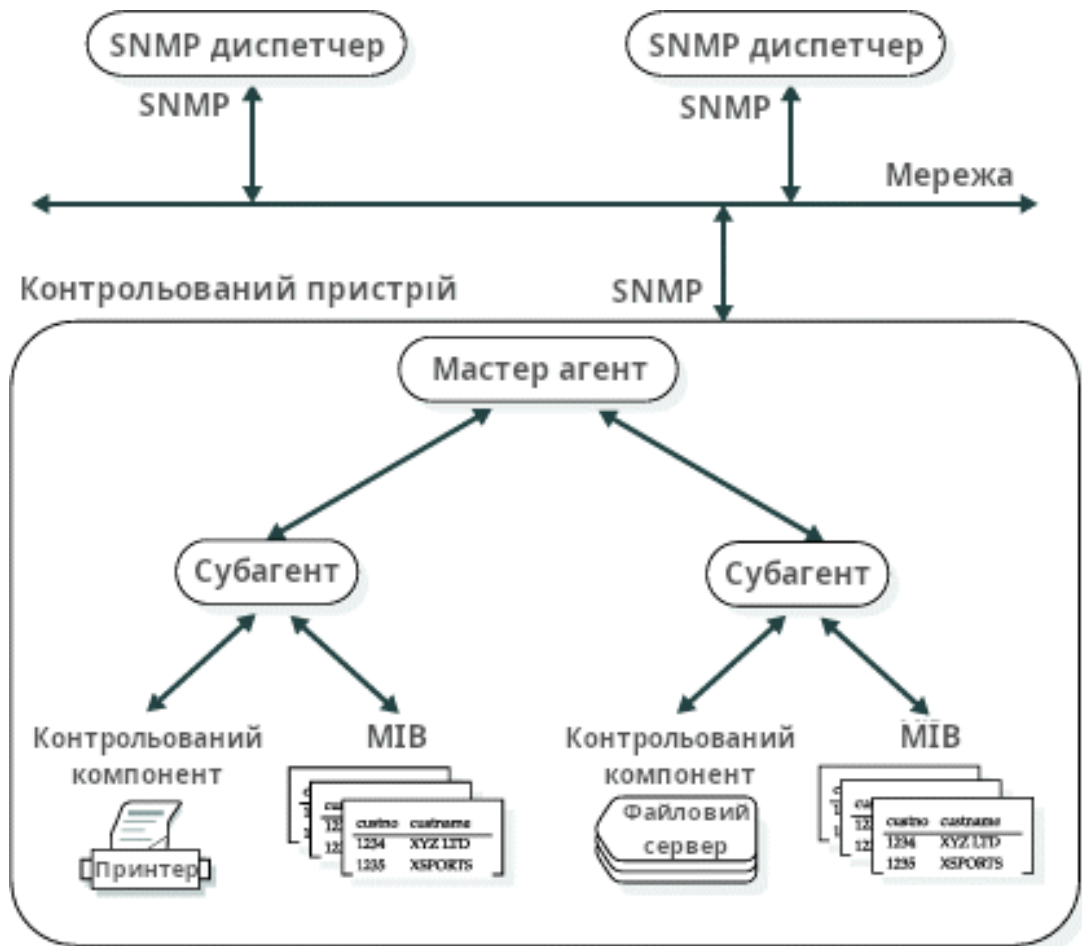 SNMP диспетчер
SNMP диспетчер
SNMP
SNMP
Мережа
Контрольований пристрій
SNMP
Мастер агент
Субагент
Субагент
Контрольований
компонент
MIB
Контрольований
компонент
MIB
Принтер
custno custname
1234 XYZ LTD
1235 XSPORTS
Файловий
сервер
custno custname
1234 XYZ LTD
1235 XSPORTS